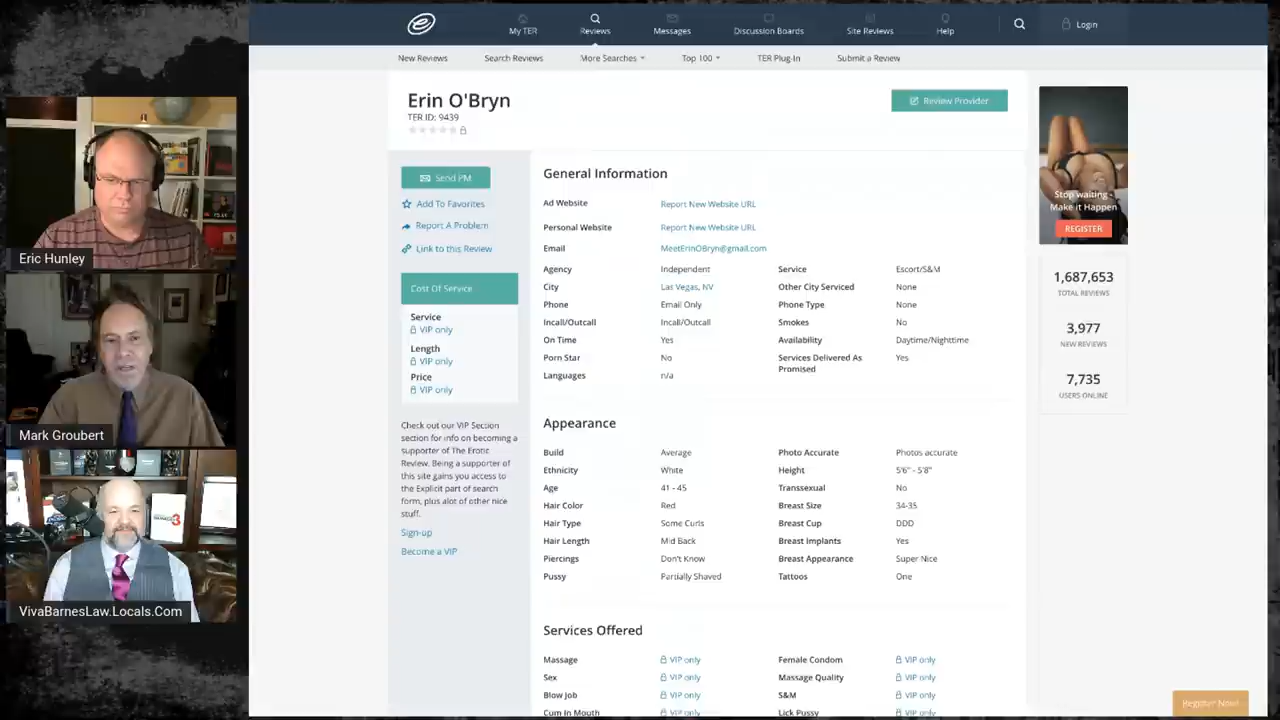 My TER
Reviews
Messages
Discussion Boards
Site Reviews
Help
Login
New Reviews
Search Reviews
More Searches
Top 100
TER Plug-In
Submit a Review
Erin O'Bryn
TER ID: 9439
Review Provider
Send PM
Add To Favorites
Report A Problem
Link to this Review
Cost Of Service
Service
VIP only
Length
VIP only
Price
VIP only
Check out our VIP Section
section for info on becoming a
supporter of The Erotic
Review. Being a supporter of
this site gains you access to
the Explicit part of search
form, plus alot of other nice
stuff.
Sign-up
Become a VIP
General Information
Ad Website Report New Website URL
Personal Website Report New Website URL
Email MeetErinOBryn@gmail.com
Agency Independent Service Escort/S&M
City Las Vegas, NV Other City Serviced None
Phone Email Only Phone Type None
Incall/Outcall Incall/Outcall Smokes No
On Time Yes Availability Daytime/Nighttime
Porn Star No Services Delivered As Yes
Promised
Languages n/a
Appearance
Build Average Photo Accurate Photos accurate
Ethnicity White Height 5'6" - 5'8"
Age 41 - 45 Transsexual No
Hair Color Red Breast Size 34-35
Hair Type Some Curls Breast Cup DDD
Hair Length Mid Back Breast Implants Yes
Piercings Don't Know Breast Appearance Super Nice
Pussy Partially Shaved Tattoos One
Services Offered
Massage VIP only Female Condom VIP only
Sex VIP only Massage Quality VIP only
Blow Job VIP only S&M VIP only
Cum In Mouth VIP only Lick Pussy VIP only
Stop waiting -
Make it Happen
REGISTER
1,687,653
TOTAL REVIEWS
3,977
NEW REVIEWS
7,735
USERS ONLINE
Register Now!
Eric Hunley
Mark Groubert
VivaBarnesLaw.Locals.Com